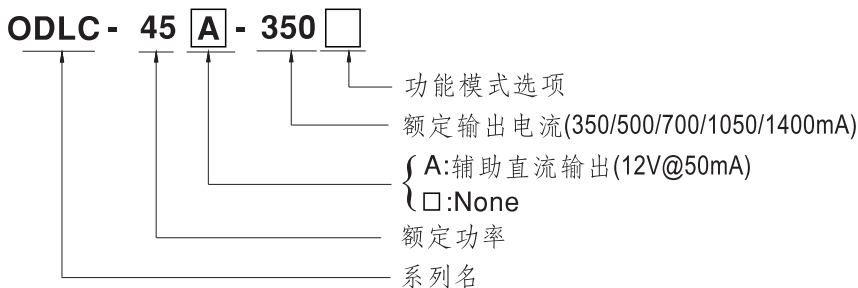 ODLC - 45 A - 350 □
功能模式选项
额定输出电流(350/500/700/1050/1400mA)
A:辅助直流输出(12V@50mA)
□:None
额定功率
系列名